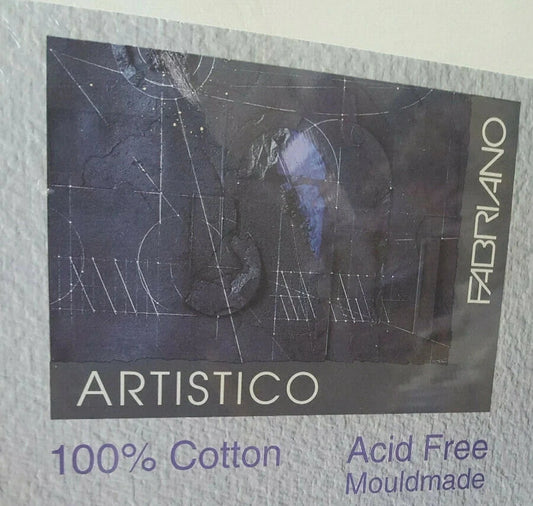 FABRIANO
ARTISTICO
100% Cotton
Acid Free
Mouldmade